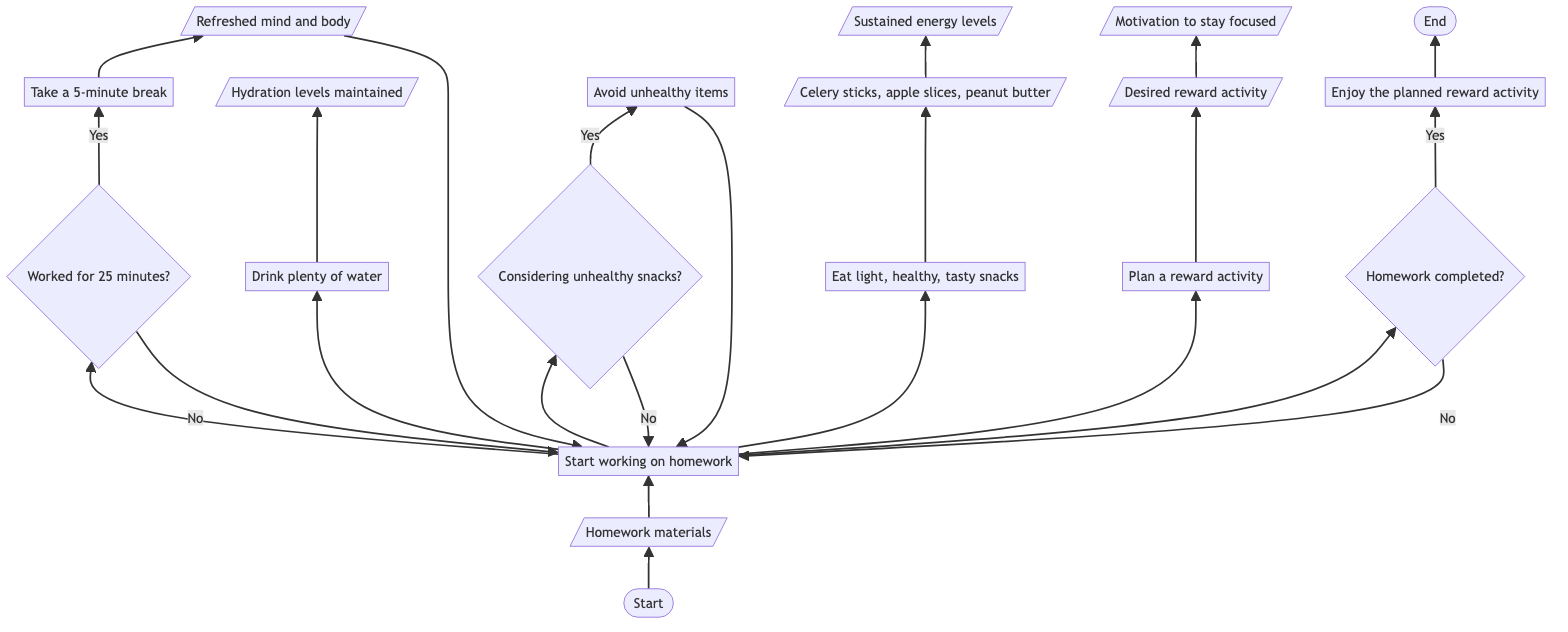 Refreshed mind and body
Sustained energy levels
Motivation to stay focused
End
Take a 5-minute break
Hydration levels maintained
Avoid unhealthy items
Celery sticks, apple slices, peanut butter
Desired reward activity
Enjoy the planned reward activity
Yes
Yes
Yes
Worked for 25 minutes?
Drink plenty of water
Considering unhealthy snacks?
Eat light, healthy, tasty snacks
Plan a reward activity
Homework completed?
No
No
No
Start working on homework
Homework materials
Start